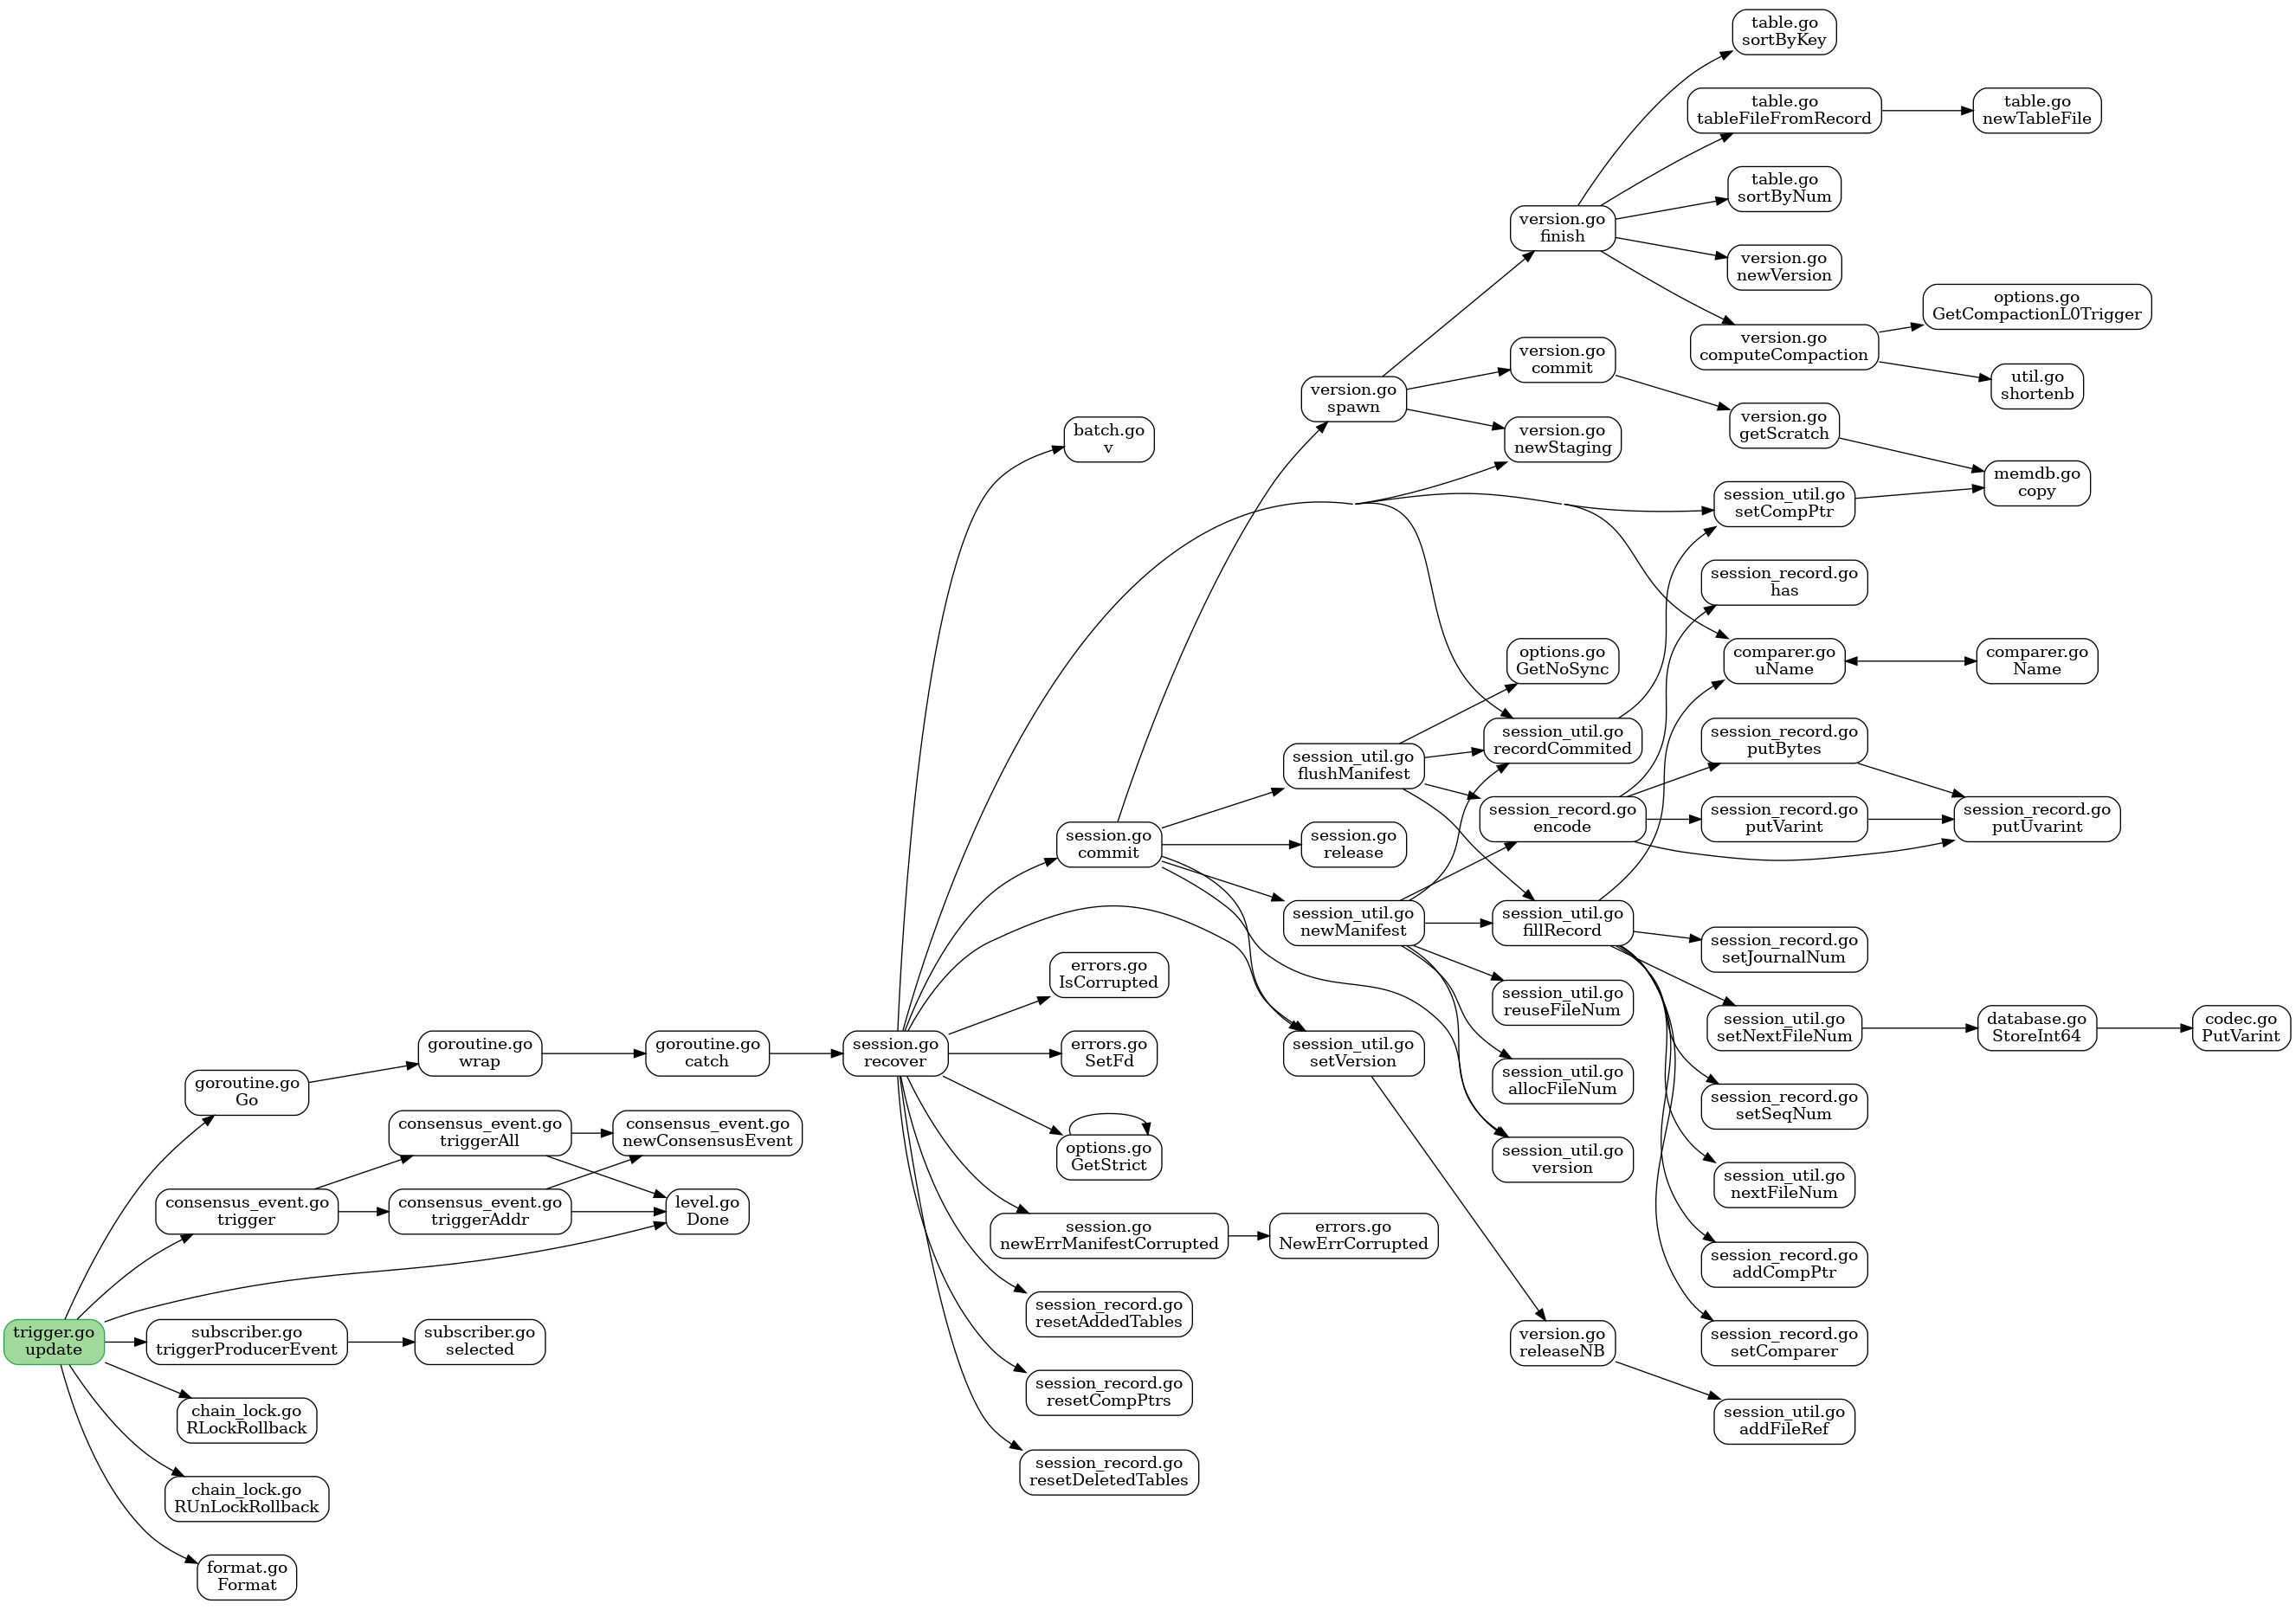 table.go
sortByKey
table.go
tableFileFromRecord
table.go
newTableFile
table.go
sortByNum
version.go
finish
version.go
newVersion
options.go
GetCompactionL0Trigger
version.go
computeCompaction
util.go
shortenb
version.go
commit
version.go
spawn
version.go
getScratch
batch.go
v
version.go
newStaging
memdb.go
copy
session_util.go
setCompPtr
session_record.go
has
options.go
GetNoSync
comparer.go
uName
comparer.go
Name
session_util.go
recordCommited
session_record.go
putBytes
session_util.go
flushManifest
session_record.go
encode
session_record.go
putVarint
session_record.go
putUvarint
session.go
commit
session.go
release
session_util.go
newManifest
session_util.go
fillRecord
session_record.go
setJournalNum
errors.go
IsCorrupted
session_util.go
reuseFileNum
goroutine.go
wrap
goroutine.go
catch
session.go
recover
errors.go
SetFd
session_util.go
setVersion
session_util.go
setNextFileNum
database.go
StoreInt64
codec.go
PutVarint
goroutine.go
Go
session_util.go
allocFileNum
session_record.go
setSeqNum
consensus_event.go
triggerAll
consensus_event.go
newConsensusEvent
options.go
GetStrict
session_util.go
version
session_util.go
nextFileNum
consensus_event.go
trigger
consensus_event.go
triggerAddr
level.go
Done
session.go
newErrManifestCorrupted
errors.go
NewErrCorrupted
session_record.go
addCompPtr
session_record.go
resetAddedTables
trigger.go
update
subscriber.go
triggerProducerEvent
subscriber.go
selected
version.go
releaseNB
session_record.go
setComparer
session_record.go
resetCompPtrs
chain_lock.go
RLockRollback
session_util.go
addFileRef
session_record.go
resetDeletedTables
chain_lock.go
RUnLockRollback
format.go
Format